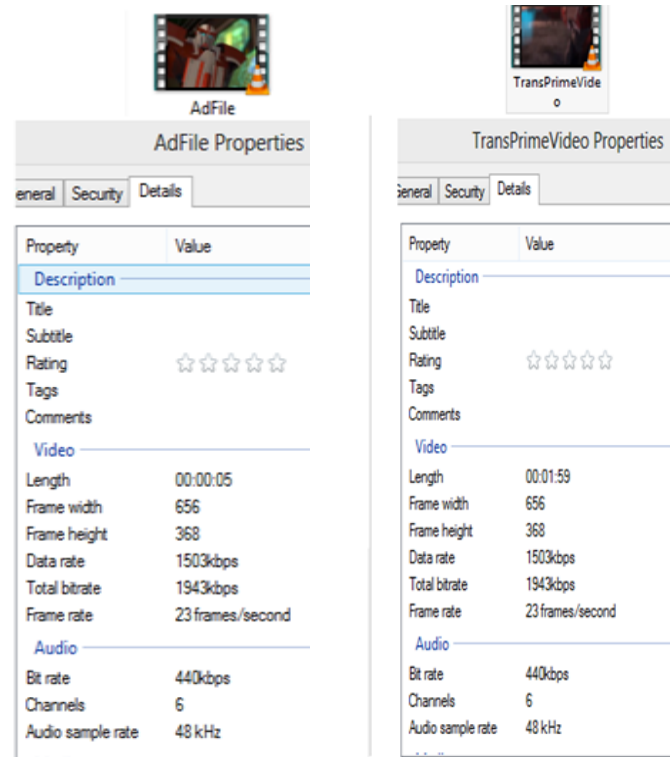 AdFile
AdFile Properties
eneral Security Details
Property Value
Description
Title
Subtitle
Rating
Tags
Comments
Video
Length 00:00:05
Frame width 656
Frame height 368
Data rate 1503kbps
Total bitrate 1943kbps
Frame rate 23 frames/second
Audio
Bit rate 440kbps
Channels 6
Audio sample rate 48 kHz
TransPrimeVide
o
TransPrimeVideo Properties
General Security Details
Property Value
Description
Title
Subtitle
Rating
Tags
Comments
Video
Length 00:01:59
Frame width 656
Frame height 368
Data rate 1503kbps
Total bitrate 1943kbps
Frame rate 23 frames/second
Audio
Bit rate 440kbps
Channels 6
Audio sample rate 48 kHz